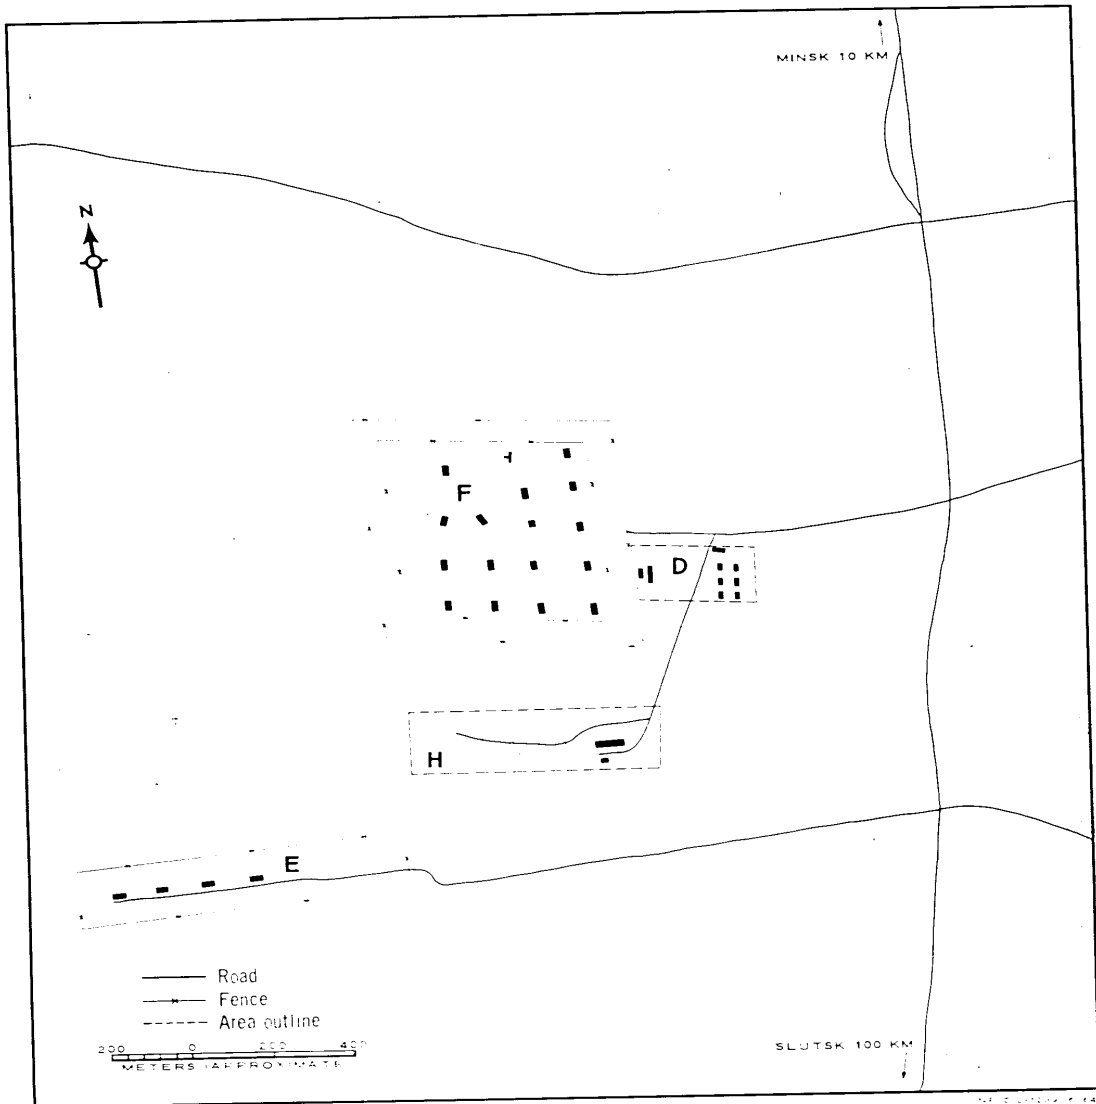 MINSK 10 KM
N
F
D
H
E
Road
Fence
Area outline
200 0 200 400
METERS (APPROXIMATE)
SLUTSK 100 KM